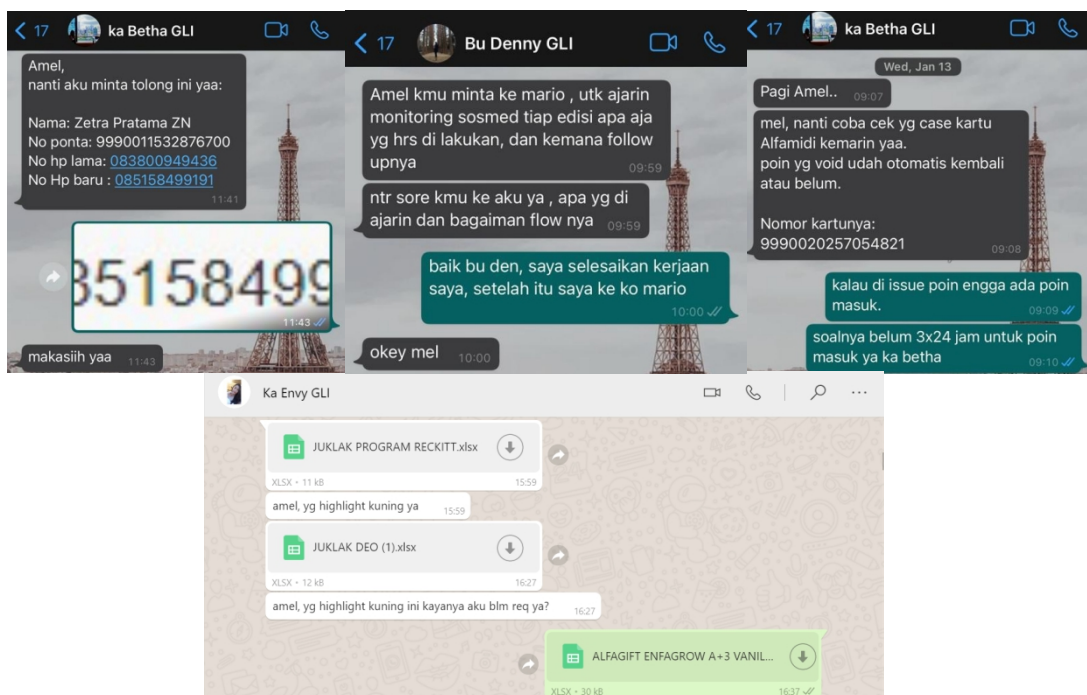 17 ka Betha GLI
Amel,
nanti aku minta tolong ini yaa:
Nama: Zetra Pratama ZN
No ponta: 9990011532876700
No hp lama: 083800949436
No Hp baru : 085158499191
11:41
35158499
11:43
makasiih yaa 11:43
17 Bu Denny GLI
Amel kmu minta ke mario , utk ajarin
monitoring sosmed tiap edisi apa aja
yg hrs di lakukan, dan kemana follow
upnya
09:59
ntr sore kmu ke aku ya , apa yg di
ajarin dan bagaiman flow nya 09:59
baik bu den, saya selesaikan kerjaan
saya, setelah itu saya ke ko mario
10:00
okey mel 10:00
17 ka Betha GLI
Wed, Jan 13
Pagi Amel.. 09:07
mel, nanti coba cek yg case kartu
Alfamidi kemarin yaa.
poin yg void udah otomatis kembali
atau belum.
Nomor kartunya:
9990020257054821
09:08
kalau di issue poin engga ada poin
masuk. 09:09
soalnya belum 3x24 jam untuk poin
masuk ya ka betha 09:10
Ka Envy GLI
JUKLAK PROGRAM RECKITT.xlsx
XLSX • 11 kB 15:59
amel, yg highlight kuning ya 15:59
JUKLAK DEO (1).xlsx
XLSX • 12 kB 16:27
amel, yg highlight kuning ini kayanya aku blm req ya? 16:27
ALFAGIFT ENFAGROW A+3 VANIL...
XLSX • 30 kB 16:37